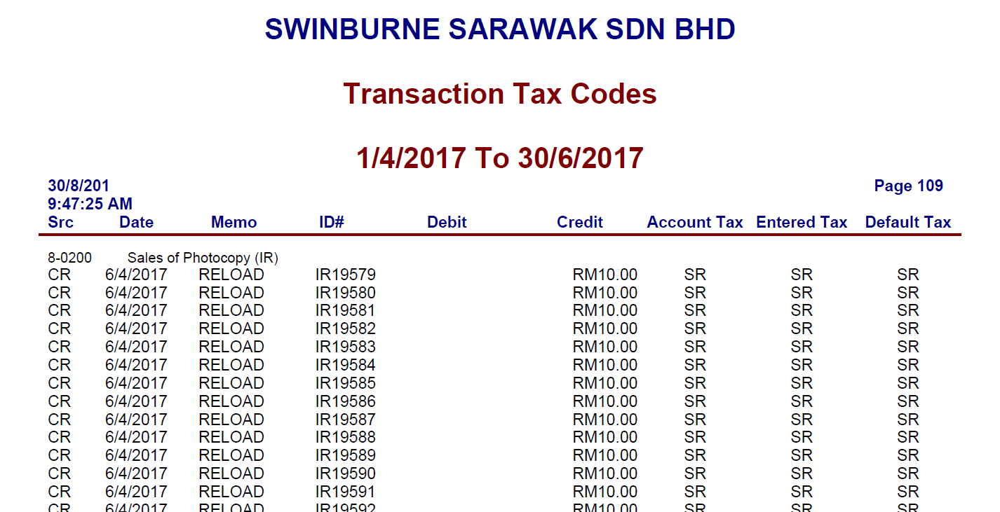 SWINBURNE SARAWAK SDN BHD
Transaction Tax Codes
1/4/2017 To 30/6/2017
30/8/201 Page 109
9:47:25 AM
Src Date Memo ID# Debit Credit Account Tax Entered Tax Default Tax
8-0200 Sales of Photocopy (IR)
CR 6/4/2017 RELOAD IR19579 RM10.00 SR SR SR
CR 6/4/2017 RELOAD IR19580 RM10.00 SR SR SR
CR 6/4/2017 RELOAD IR19581 RM10.00 SR SR SR
CR 6/4/2017 RELOAD IR19582 RM10.00 SR SR SR
CR 6/4/2017 RELOAD IR19583 RM10.00 SR SR SR
CR 6/4/2017 RELOAD IR19584 RM10.00 SR SR SR
CR 6/4/2017 RELOAD IR19585 RM10.00 SR SR SR
CR 6/4/2017 RELOAD IR19586 RM10.00 SR SR SR
CR 6/4/2017 RELOAD IR19587 RM10.00 SR SR SR
CR 6/4/2017 RELOAD IR19588 RM10.00 SR SR SR
CR 6/4/2017 RELOAD IR19589 RM10.00 SR SR SR
CR 6/4/2017 RELOAD IR19590 RM10.00 SR SR SR
CR 6/4/2017 RELOAD IR19591 RM10.00 SR SR SR
CR 6/4/2017 RELOAD IR19592 RM10.00 SR SR SR